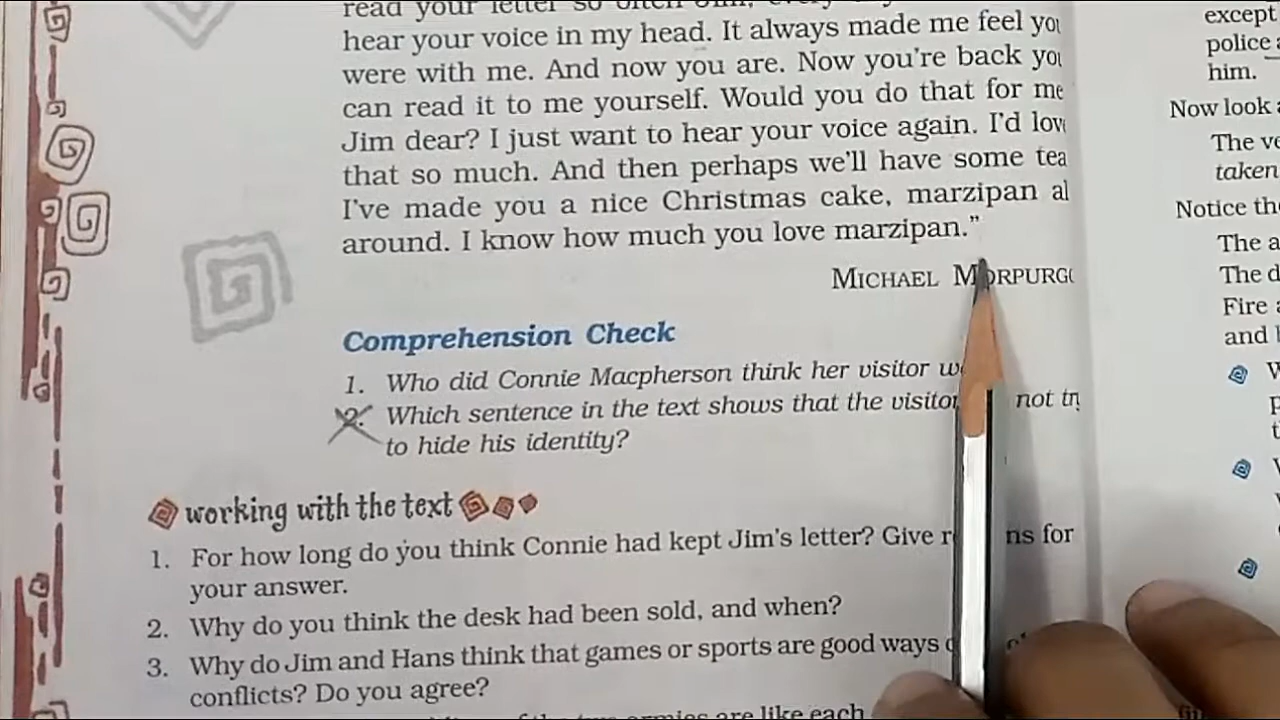 read your letter so often Jim,
hear your voice in my head. It always made me feel you
were with me. And now you are. Now you're back you
can read it to me yourself. Would you do that for me
Jim dear? I just want to hear your voice again. I'd lov
that so much. And then perhaps we'll have some tea
I've made you a nice Christmas cake, marzipan al
around. I know how much you love marzipan."
MICHAEL MORPURGO
Comprehension Check
1. Who did Connie Macpherson think her visitor w
2. Which sentence in the text shows that the visitor not try
to hide his identity?
working with the text
1. For how long do you think Connie had kept Jim's letter? Give r ns for
your answer.
2. Why do you think the desk had been sold, and when?
3. Why do Jim and Hans think that games or sports are good ways
conflicts? Do you agree?
armies are like each
except
police
him.
Now look
The ve
taken
Notice the
The a
The d
Fire
and